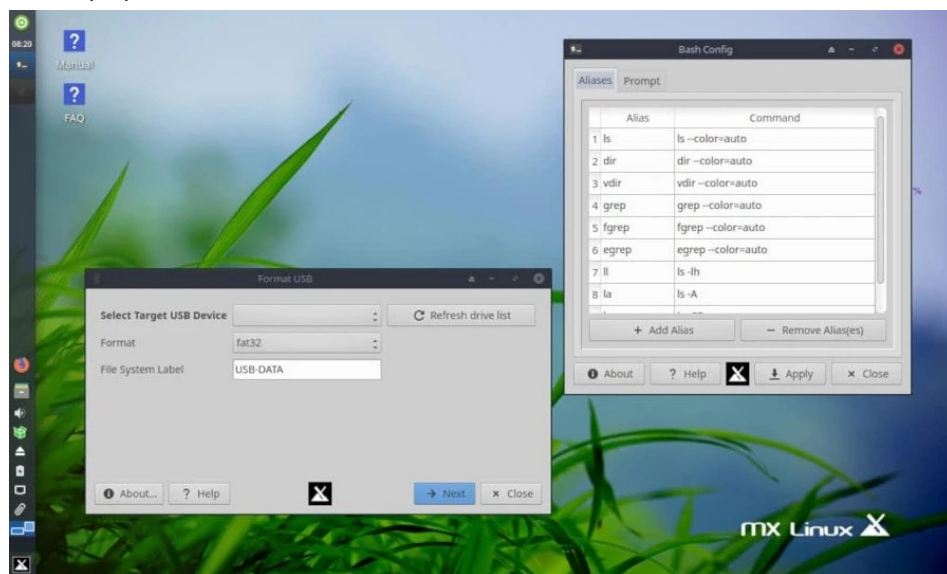 08:20
?
Manual
?
FAQ
Bash Config
Aliases Prompt
Alias Command
1 ls ls --color=auto
2 dir dir --color=auto
3 vdir vdir --color=auto
4 grep grep --color=auto
5 fgrep fgrep --color=auto
6 egrep egrep --color=auto
7 ll ls -lh
8 la ls -A
+ Add Alias − Remove Alias(es)
About ? Help Apply × Close
%
Format USB
Select Target USB Device Refresh drive list
Format fat32
File System Label USB-DATA
About... ? Help → Next × Close
MX Linux